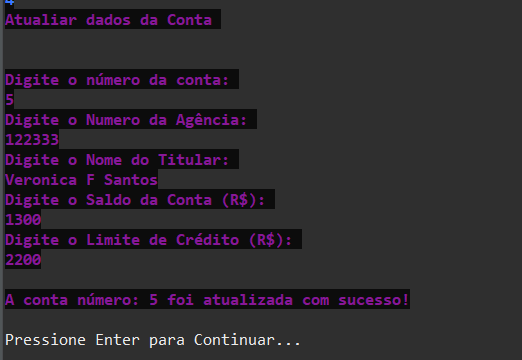 4
Atualiar dados da Conta
Digite o número da conta:
5
Digite o Numero da Agência:
122333
Digite o Nome do Titular:
Veronica F Santos
Digite o Saldo da Conta (R$):
1300
Digite o Limite de Crédito (R$):
2200
A conta número: 5 foi atualizada com sucesso!
Pressione Enter para Continuar...